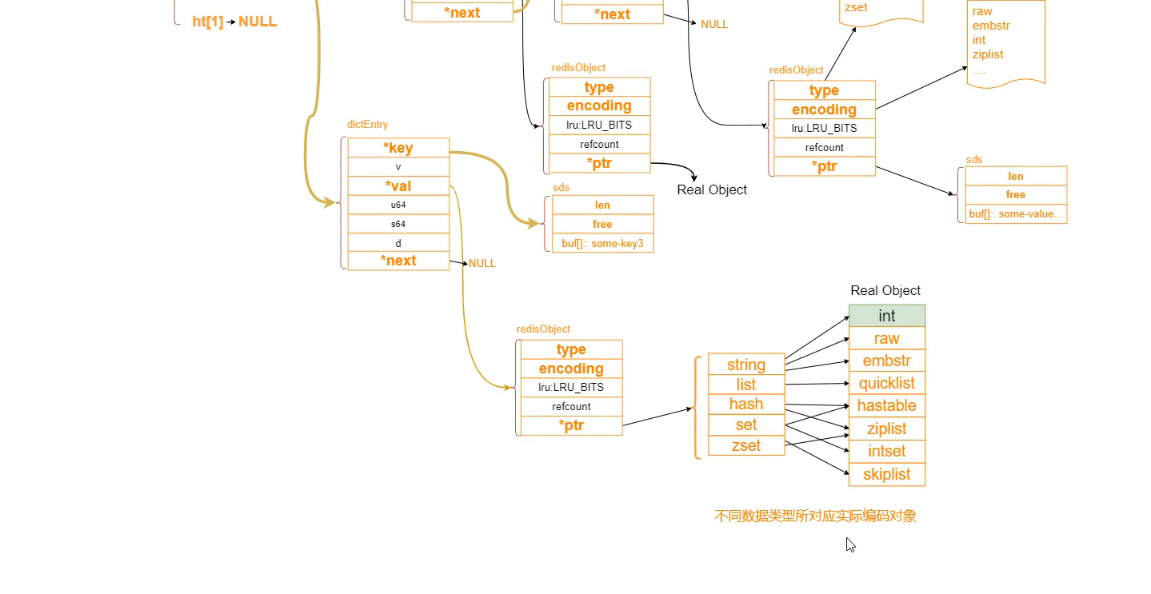 ht[1]
NULL
*next
*next
NULL
zset
raw
embstr
int
ziplist
....
redisObject
type
encoding
lru:LRU_BITS
refcount
*ptr
Real Object
redisObject
type
encoding
lru:LRU_BITS
refcount
*ptr
sds
len
free
buf[]:: some-value...
dictEntry
*key
v
*val
u64
s64
d
*next
NULL
sds
len
free
buf[]:: some-key3
redisObject
type
encoding
lru:LRU_BITS
refcount
*ptr
string
list
hash
set
zset
Real Object
int
raw
embstr
quicklist
hastable
ziplist
intset
skiplist
不同数据类型所对应实际编码对象